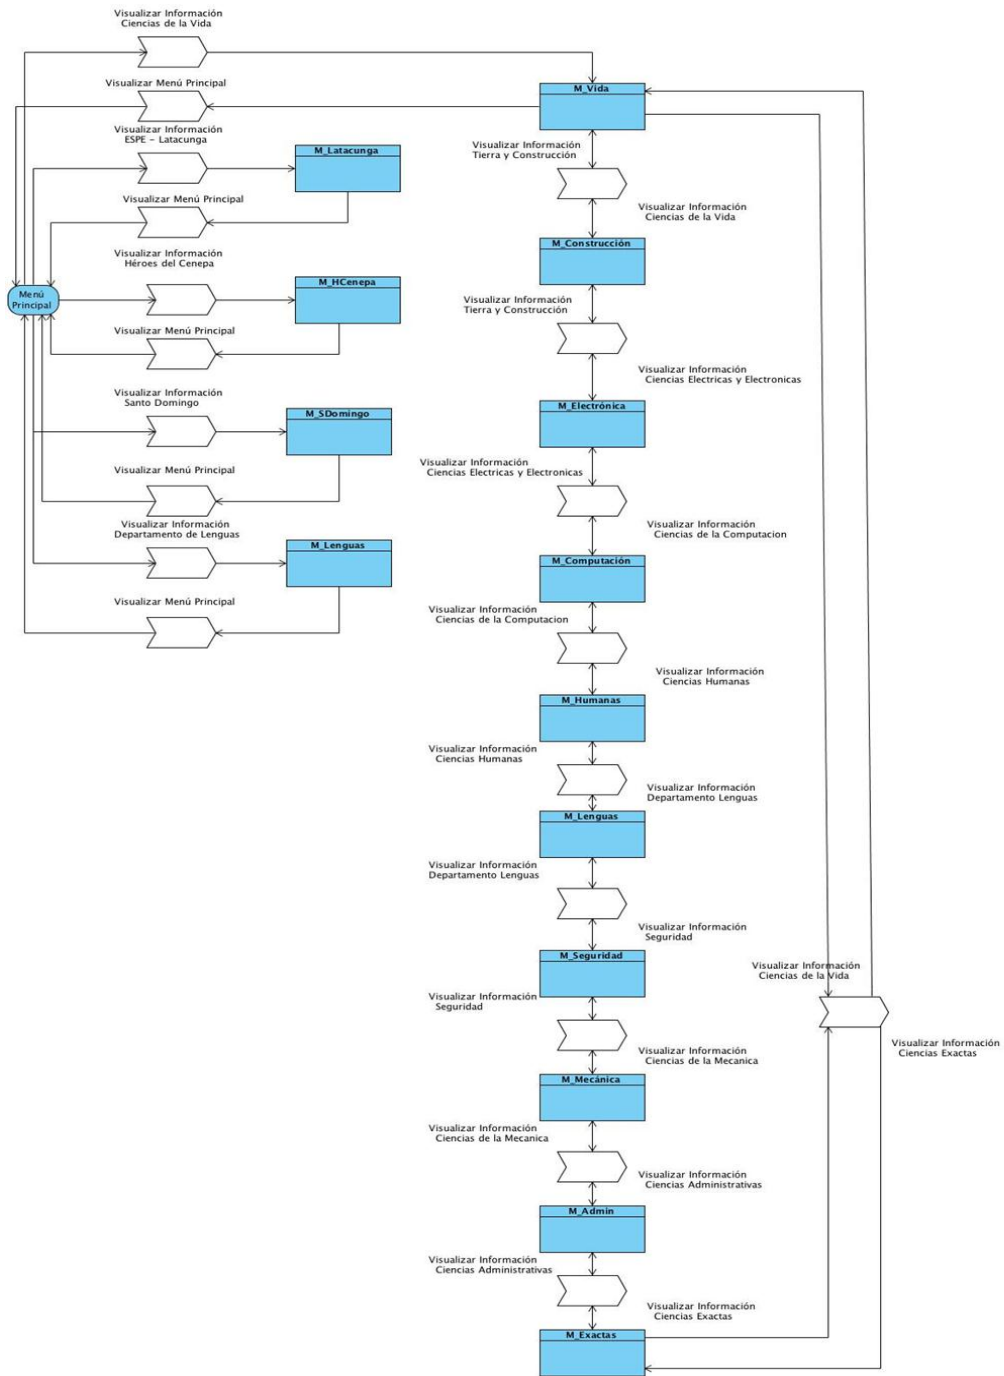 Visualizar Información
Ciencias de la Vida
Visualizar Menú Principal
Visualizar Información
ESPE - Latacunga
M_Latacunga
Visualizar Menú Principal
Visualizar Información
Héroes del Cenepa
Menú
Principal
M_HCenepa
Visualizar Menú Principal
Visualizar Información
Santo Domingo
M_SDomingo
Visualizar Menú Principal
Visualizar Información
Departamento de Lenguas
M_Lenguas
Visualizar Menú Principal
M_Vida
Visualizar Información
Tierra y Construcción
Visualizar Información
Ciencias de la Vida
M_Construcción
Visualizar Información
Tierra y Construcción
Visualizar Información
Ciencias Electricas y Electronicas
M_Electrónica
Visualizar Información
Ciencias Electricas y Electronicas
Visualizar Información
Ciencias de la Computacion
M_Computación
Visualizar Información
Ciencias de la Computacion
Visualizar Información
Ciencias Humanas
M_Humanas
Visualizar Información
Ciencias Humanas
Visualizar Información
Departamento Lenguas
M_Lenguas
Visualizar Información
Departamento Lenguas
Visualizar Información
Seguridad
M_Seguridad
Visualizar Información
Seguridad
Visualizar Información
Ciencias de la Mecanica
M_Mecánica
Visualizar Información
Ciencias de la Mecanica
Visualizar Información
Ciencias Administrativas
M_Admin
Visualizar Información
Ciencias Administrativas
Visualizar Información
Ciencias Exactas
M_Exactas
Visualizar Información
Ciencias de la Vida
Visualizar Información
Ciencias Exactas